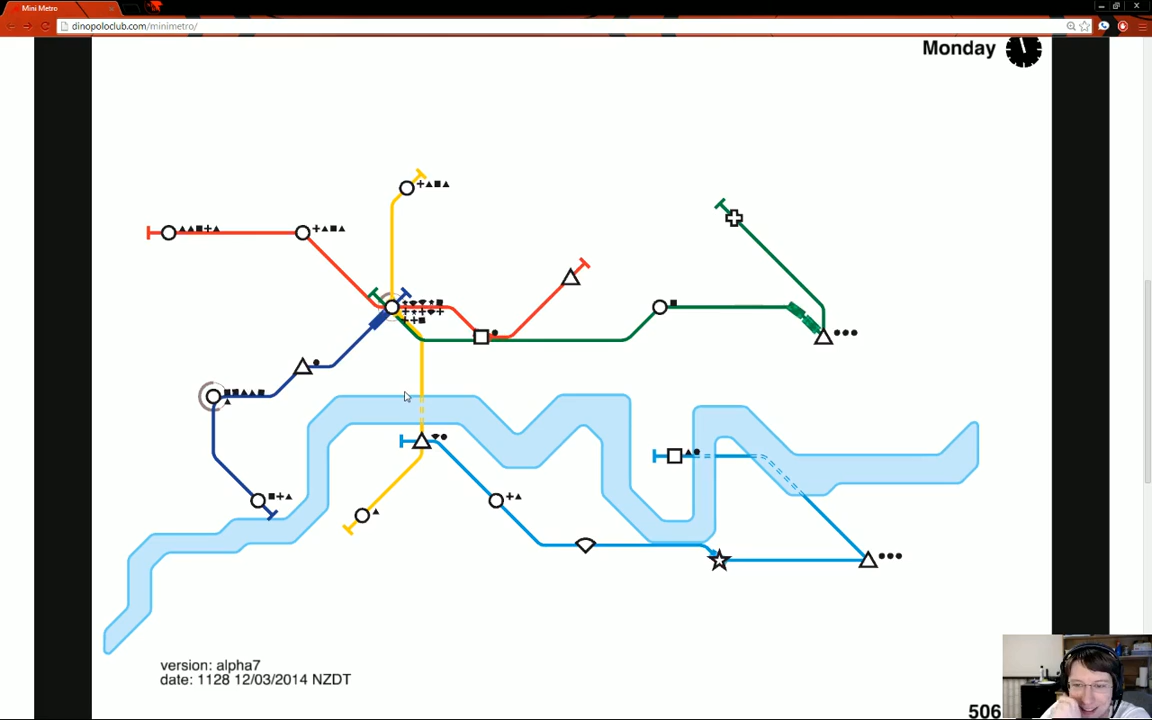 Mini Metro
dinopoloclub.com/minimetro/
Monday
version: alpha7
date: 1128 12/03/2014 NZDT
506